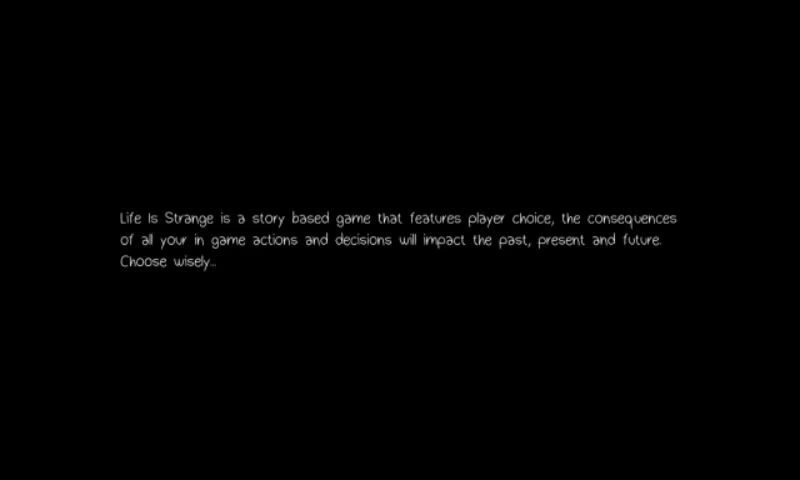 Life Is Strange is a story based game that features player choice, the consequences
of all your in game actions and decisions will impact the past, present and future.
Choose wisely...